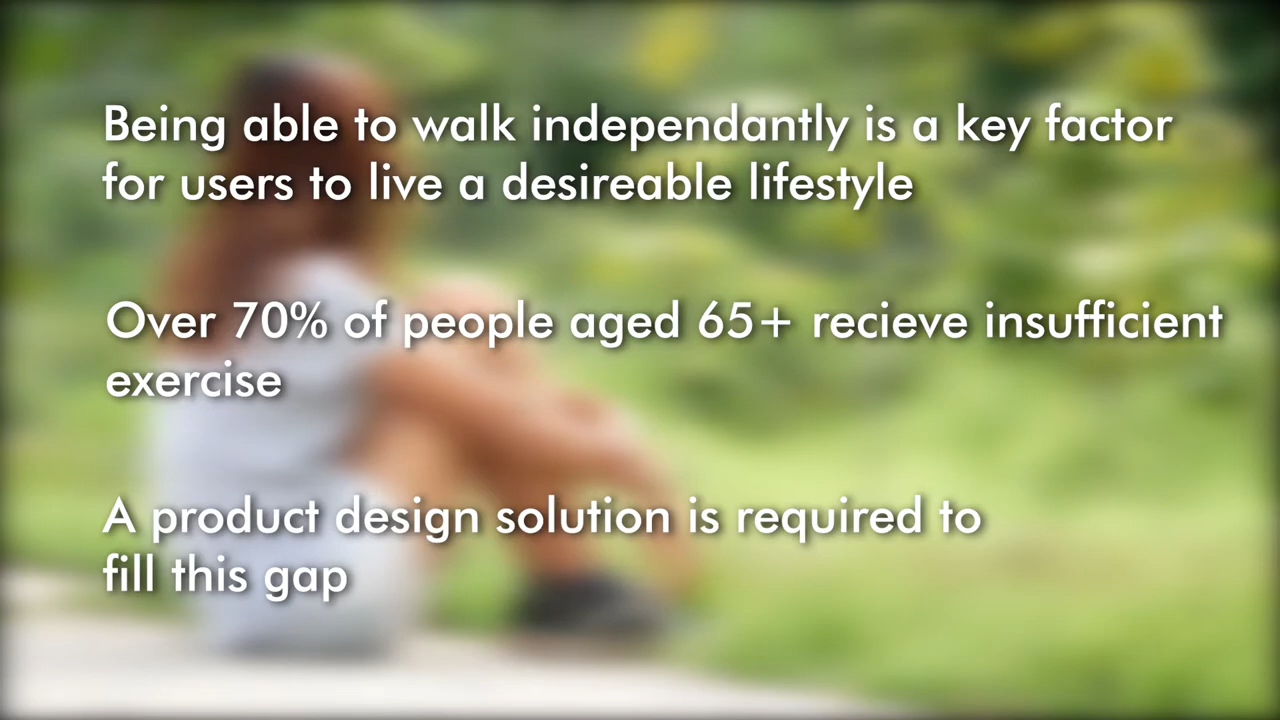 Being able to walk independantly is a key factor
for users to live a desireable lifestyle
Over 70% of people aged 65+ recieve insufficient
exercise
A product design solution is required to
fill this gap